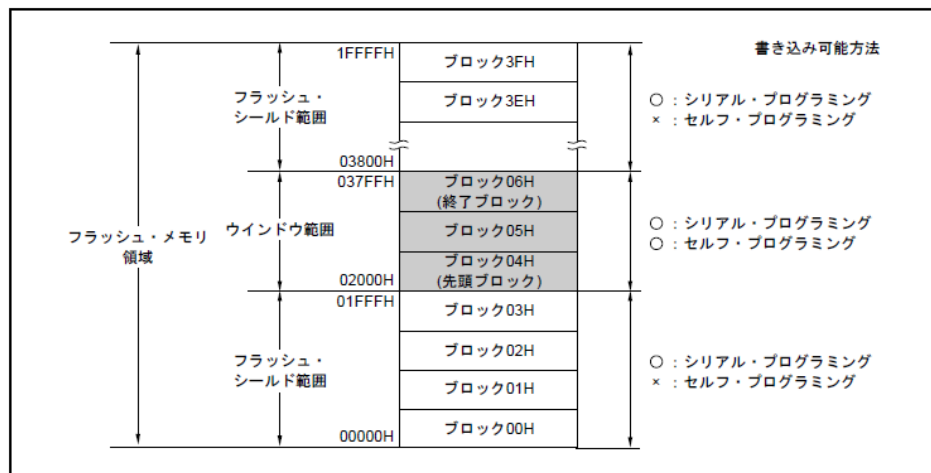 1FFFFH
ブロック3FH
書き込み可能方法
フラッシュ・
シールド範囲
ブロック3EH
○：シリアル・プログラミング
×：セルフ・プログラミング
03800H
037FFH
ブロック06H
(終了ブロック)
フラッシュ・メモリ
領域
ウインドウ範囲
ブロック05H
○：シリアル・プログラミング
○：セルフ・プログラミング
ブロック04H
(先頭ブロック)
02000H
01FFFH
ブロック03H
フラッシュ・
シールド範囲
ブロック02H
○：シリアル・プログラミング
×：セルフ・プログラミング
ブロック01H
00000H
ブロック00H